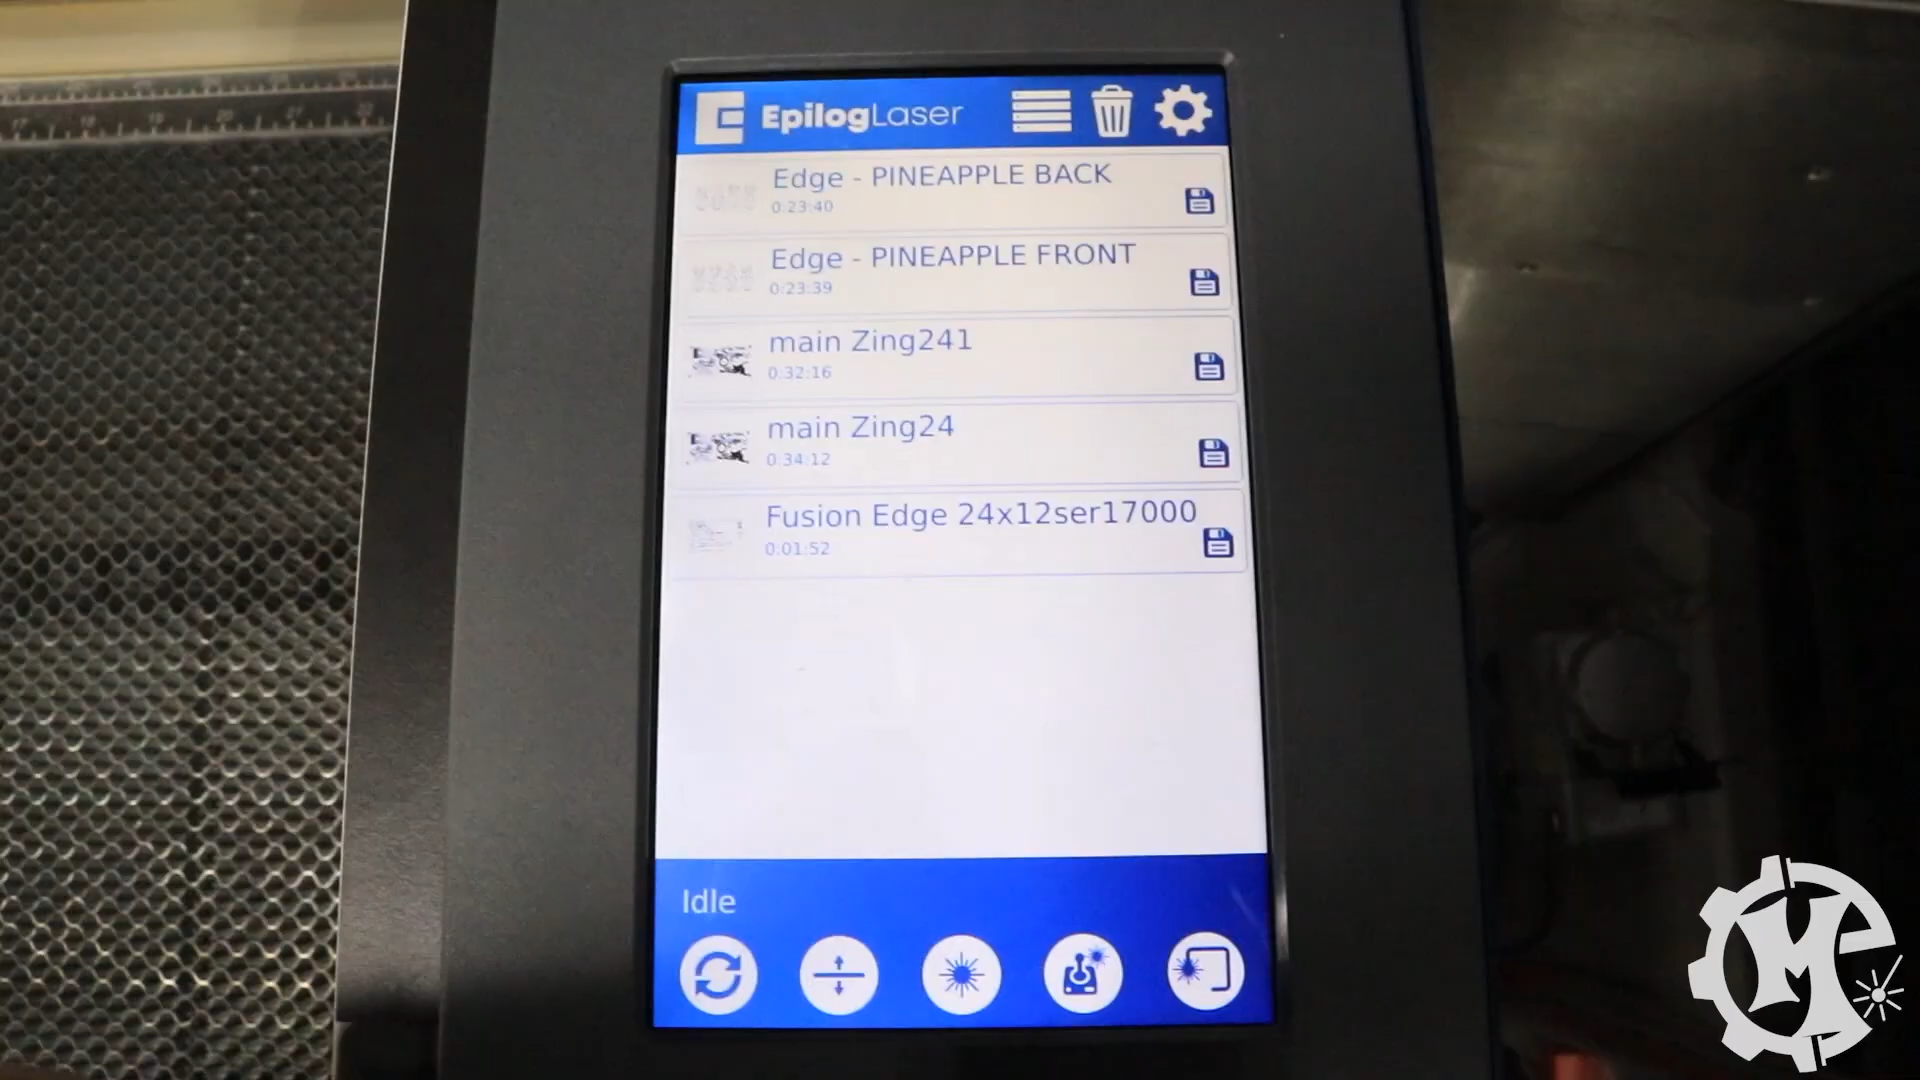 EpilogLaser
Edge - PINEAPPLE BACK
0:23:40
Edge - PINEAPPLE FRONT
0:23:39
main Zing241
0:32:16
main Zing24
0:34:12
Fusion Edge 24x12ser17000
0:01:52
Idle